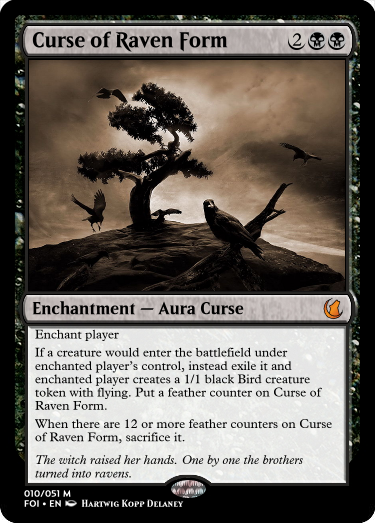 Curse of Raven Form 2
Enchantment — Aura Curse
Enchant player
If a creature would enter the battlefield under
enchanted player's control, instead exile it and
enchanted player creates a 1/1 black Bird creature
token with flying. Put a feather counter on Curse of
Raven Form.
When there are 12 or more feather counters on Curse
of Raven Form, sacrifice it.
The witch raised her hands. One by one the brothers
turned into ravens.
010/051 M
FOI • EN Hartwig Kopp Delaney